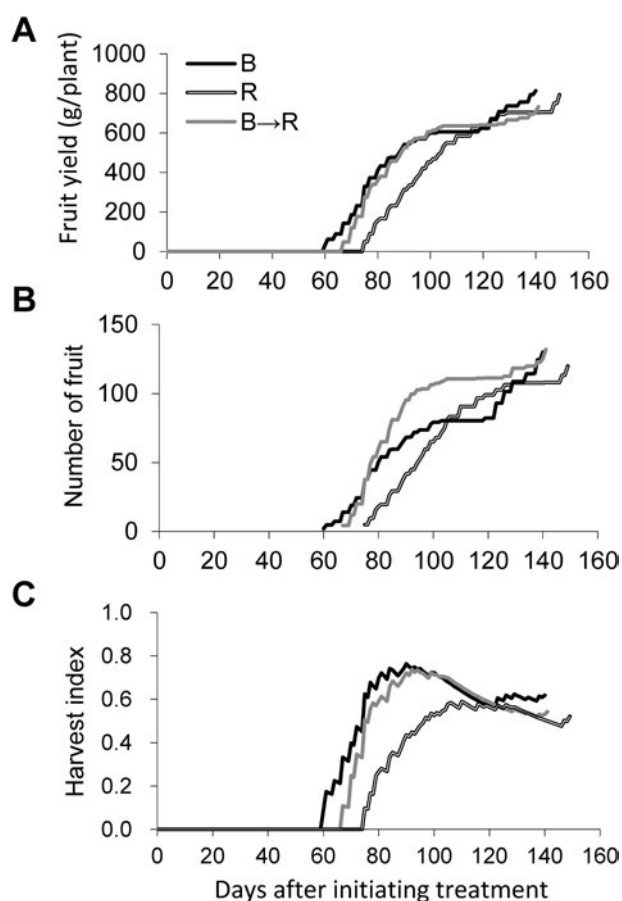 A
Fruit yield (g/plant)
1000
800
600
400
200
0
B
R
B→R
0 20 40 60 80 100 120 140 160
B
Number of fruit
150
100
50
0
0 20 40 60 80 100 120 140 160
C
Harvest index
1.0
0.8
0.6
0.4
0.2
0.0
0 20 40 60 80 100 120 140 160
Days after initiating treatment